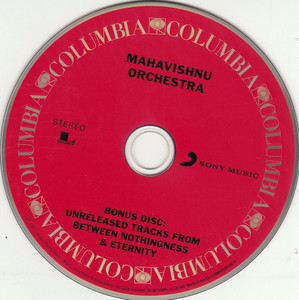 COLUMBIA COLUMBIA COLUMBIA COLUMBIA COLUMBIA COLUMBIA
MAHAVISHNU
ORCHESTRA
STEREO
SONY MUSIC
BONUS DISC:
UNRELEASED TRACKS FROM
BETWEEN NOTHINGNESS
& ETERNITY